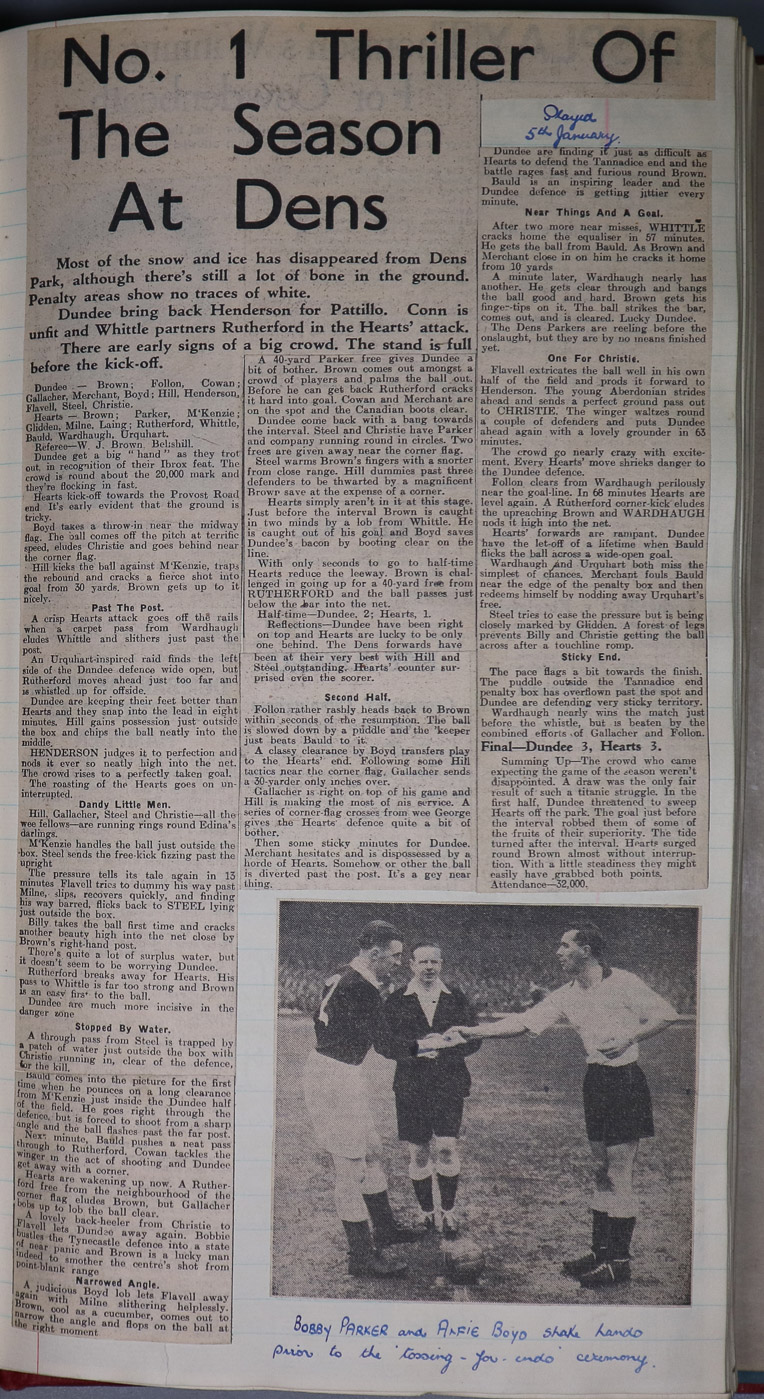 No. 1 Thriller Of
The Season
At Dens
Played
5th January.
Most of the snow and ice has disappeared from Dens
Park, although there's still a lot of bone in the ground.
Penalty areas show no traces of white.
Dundee bring back Henderson for Pattillo. Conn is
unfit and Whittle partners Rutherford in the Hearts' attack.
There are early signs of a big crowd. The stand is full
before the kick-off.
Dundee — Brown; Follon, Cowan;
Gallacher, Merchant, Boyd; Hill, Henderson,
Flavell, Steel, Christie.
Hearts — Brown; Parker, M'Kenzie;
Glidden, Milne, Laing; Rutherford, Whittle,
Bauld, Wardhaugh, Urquhart.
Referee—W. J. Brown, Bellshill.
Dundee get a big "hand" as they trot
out, in recognition of their Ibrox feat. The
crowd is round about the 20,000 mark and
they're flocking in fast.
Hearts kick-off towards the Provost Road
end. It's early evident that the ground is
tricky.
Boyd takes a throw-in near the midway
flag. The ball comes off the pitch at terrific
speed, eludes Christie and goes behind near
the corner flag.
Hill kicks the ball against M'Kenzie, traps
the rebound and cracks a fierce shot into
goal from 30 yards. Brown gets up to it
nicely.
Past The Post.
A crisp Hearts attack goes off the rails
when a carpet pass from Wardhaugh
eludes Whittle and slithers just past the
post.
An Urquhart-inspired raid finds the left
side of the Dundee defence wide open, but
Rutherford moves ahead just too far and
is whistled up for offside.
Dundee are keeping their feet better than
Hearts and they snap into the lead in eight
minutes. Hill gains possession just outside
the box and chips the ball neatly into the
middle.
HENDERSON judges it to perfection and
nods it ever so neatly high into the net.
The crowd rises to a perfectly taken goal.
The roasting of the Hearts goes on un-
interrupted.
Dandy Little Men.
Hill, Gallacher, Steel and Christie—all the
wee fellows—are running rings round Edina's
darlings.
M'Kenzie handles the ball just outside the
box. Steel sends the free-kick fizzing past the
upright
The pressure tells its tale again in 13
minutes Flavell tries to dummy his way past
Milne, slips, recovers quickly, and finding
his way barred, flicks back to STEEL lying
just outside the box.
Billy takes the ball first time and cracks
another beauty high into the net close by
Brown's right-hand post.
There's quite a lot of surplus water, but
it doesn't seem to be worrying Dundee.
Rutherford breaks away for Hearts. His
pass to Whittle is far too strong and Brown
is an easy first to the ball.
Dundee are much more incisive in the
danger zone
Stopped By Water.
A through pass from Steel is trapped by
a patch of water just outside the box with
Christie running in, clear of the defence,
for the kill.
Bauld comes into the picture for the first
time when he pounces on a long clearance
from M'Kenzie just inside the Dundee half
of the field. He goes right through the
defence, but is forced to shoot from a sharp
angle and the ball flashes past the far post.
Next minute, Bauld pushes a neat pass
through to Rutherford. Cowan tackles the
winger in the act of shooting and Dundee
get away with a corner.
Hearts are wakening up now. A Ruther-
ford free from the neighbourhood of the
corner flag eludes Brown, but Gallacher
bobs up to lob the ball clear.
A lovely back-heeler from Christie to
Flavell lets Dundee away again. Bobbie
bustles the Tynecastle defence into a state
of near panic and Brown is a lucky man
indeed to smother the centre's shot from
point-blank range
Narrowed Angle.
A judicious Boyd lob lets Flavell away
again with Milne slithering helplessly.
Brown, cool as a cucumber, comes out to
narrow the angle and flops on the ball at
the right moment
A 40-yard Parker free gives Dundee a
bit of bother. Brown comes out amongst a
crowd of players and palms the ball out.
Before he can get back Rutherford cracks
it hard into goal. Cowan and Merchant are
on the spot and the Canadian boots clear.
Dundee come back with a bang towards
the interval. Steel and Christie have Parker
and company running round in circles. Two
frees are given away near the corner flag.
Steel warms Brown's fingers with a snorter
from close range. Hill dummies past three
defenders to be thwarted by a magnificent
Brown save at the expense of a corner.
Hearts simply aren't in it at this stage.
Just before the interval Brown is caught
in two minds by a lob from Whittle. He
is caught out of his goal and Boyd saves
Dundee's bacon by booting clear on the
line.
With only seconds to go to half-time
Hearts reduce the leeway. Brown is chal-
lenged in going up for a 40-yard free from
RUTHERFORD and the ball passes just
below the bar into the net.
Half-time—Dundee, 2; Hearts, 1.
Reflections—Dundee have been right
on top and Hearts are lucky to be only
one behind. The Dens forwards have
been at their very best with Hill and
Steel outstanding. Hearts' counter sur-
prised even the scorer.
Second Half.
Follon rather rashly heads back to Brown
within seconds of the resumption. The ball
is slowed down by a puddle and the 'keeper
just beats Bauld to it.
A classy clearance by Boyd transfers play
to the Hearts' end. Following some Hill
tactics near the corner flag, Gallacher sends
a 30-yarder only inches over.
Gallacher is right on top of his game and
Hill is making the most of his service. A
series of corner-flag crosses from wee George
gives the Hearts' defence quite a bit of
bother.
Then some sticky minutes for Dundee.
Merchant hesitates and is dispossessed by a
horde of Hearts. Somehow or other the ball
is diverted past the post. It's a gey near
thing.
Dundee are finding it just as difficult as
Hearts to defend the Tannadice end and the
battle rages fast and furious round Brown.
Bauld is an inspiring leader and the
Dundee defence is getting jittier every
minute.
Near Things And A Goal.
After two more near misses, WHITTLE
cracks home the equaliser in 57 minutes.
He gets the ball from Bauld. As Brown and
Merchant close in on him he cracks it home
from 10 yards
A minute later, Wardhaugh nearly has
another. He gets clear through and bangs
the ball good and hard. Brown gets his
finger-tips on it. The ball strikes the bar,
comes out, and is cleared. Lucky Dundee.
The Dens Parkers are reeling before the
onslaught, but they are by no means finished
yet.
One For Christie.
Flavell extricates the ball well in his own
half of the field and prods it forward to
Henderson. The young Aberdonian strides
ahead and sends a perfect ground pass out
to CHRISTIE. The winger waltzes round
a couple of defenders and puts Dundee
ahead again with a lovely grounder in 63
minutes.
The crowd go nearly crazy with excite-
ment. Every Hearts' move shrieks danger to
the Dundee defence.
Follon clears from Wardhaugh perilously
near the goal-line. In 68 minutes Hearts are
level again. A Rutherford corner-kick eludes
the upreaching Brown and WARDHAUGH
nods it high into the net.
Hearts' forwards are rampant. Dundee
have the let-off of a lifetime when Bauld
flicks the ball across a wide-open goal.
Wardhaugh and Urquhart both miss the
simplest of chances. Merchant fouls Bauld
near the edge of the penalty box and then
redeems himself by nodding away Urquhart's
free.
Steel tries to ease the pressure but is being
closely marked by Glidden. A forest of legs
prevents Billy and Christie getting the ball
across after a touchline romp.
Sticky End.
The pace flags a bit towards the finish.
The puddle outside the Tannadice end
penalty box has overflown past the spot and
Dundee are defending very sticky territory.
Wardhaugh nearly wins the match just
before the whistle, but is beaten by the
combined efforts of Gallacher and Follon.
Final—Dundee 3, Hearts 3.
Summing Up—The crowd who came
expecting the game of the season weren't
disappointed. A draw was the only fair
result of such a titanic struggle. In the
first half, Dundee threatened to sweep
Hearts off the park. The goal just before
the interval robbed them of some of
the fruits of their superiority. The tide
turned after the interval. Hearts surged
round Brown almost without interrup-
tion. With a little steadiness they might
easily have grabbed both points.
Attendance—32,000.
BOBBY PARKER and ALFIE BOYD shake hands
prior to the 'tossing-for-ends' ceremony.